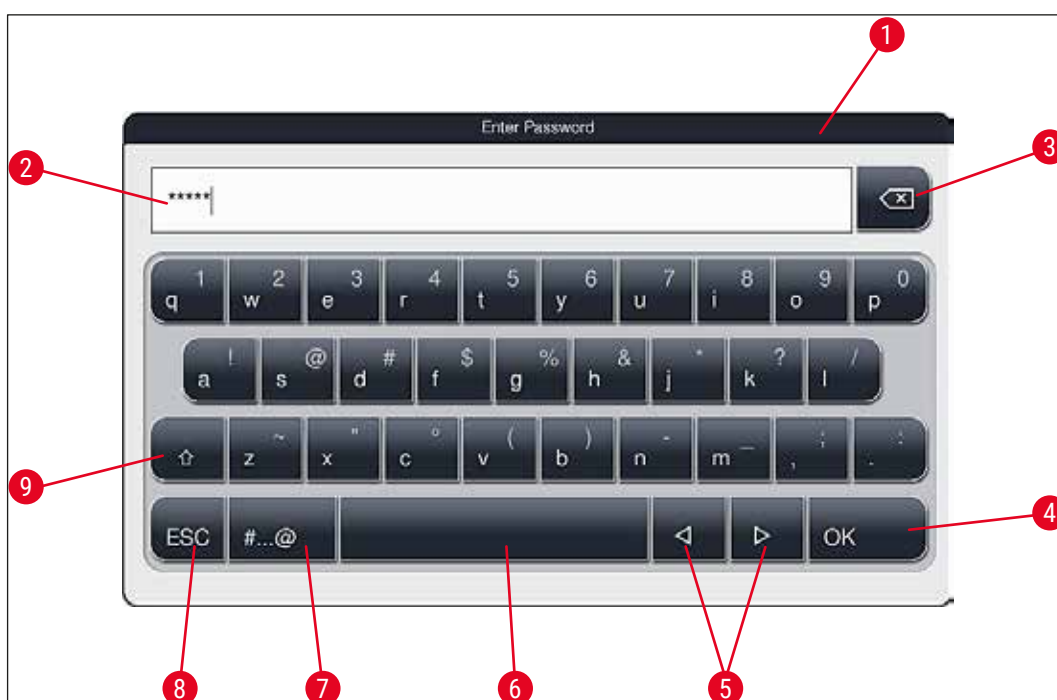 1
Enter Password
2
*****
3
1 2 3 4 5 6 7 8 9 0
q w e r t y u i o p
! @ # $ % & * ? /
a s d f g h j k l
~ " ° ( ) - _ ; :
z x c v b n m , .
9
ESC #...@ OK
4
8 7 6 5